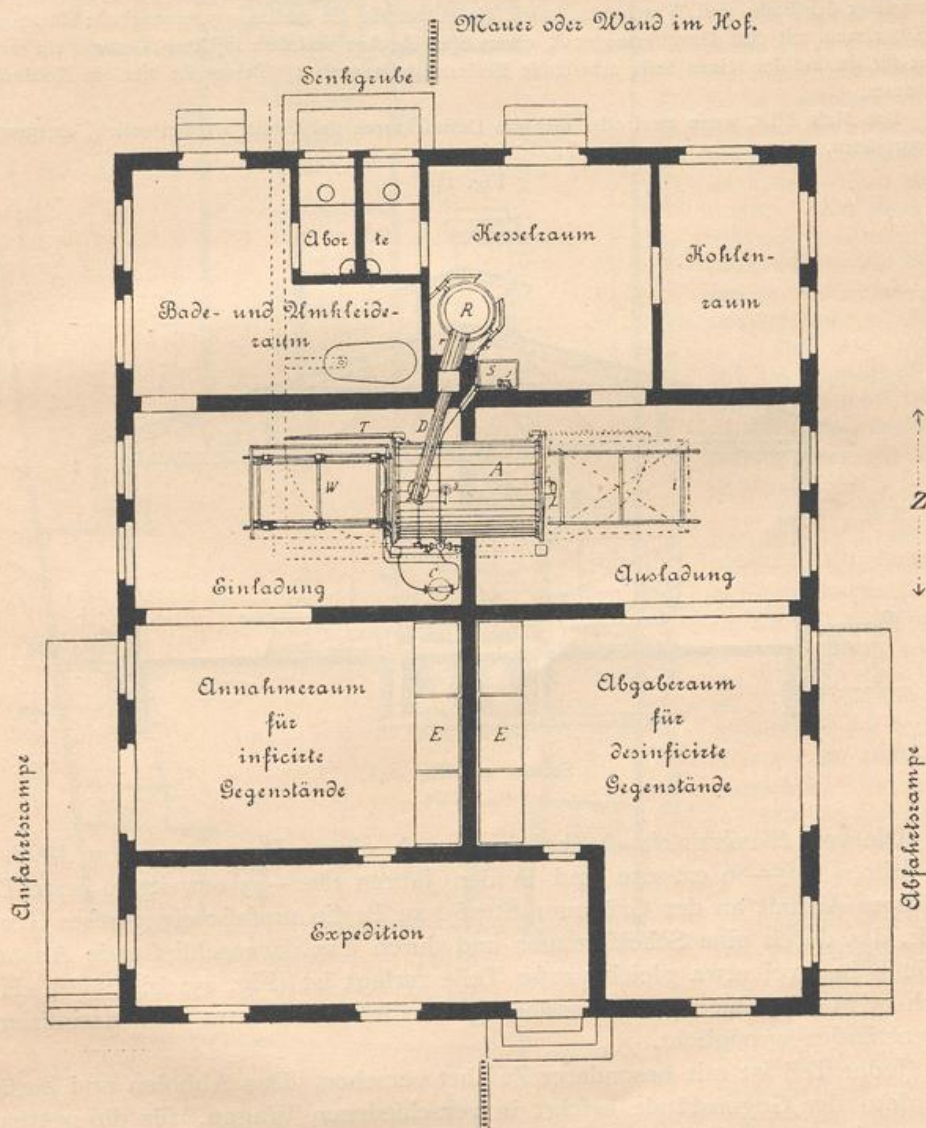 Mauer oder Wand im Hof.
Senkgrube
Abor te
Kesselraum
Kohlen-
raum
Bade- und Umkleide-
raum
R
r
K
S
D
T
W
A
s
t
Z
C
Einladung
Ausladung
Annahmeraum
für
inficirte
Gegenstände
E
E
Abgaberaum
für
desinficirte
Gegenstände
Anfahrtsrampe
Abfahrtsrampe
Expedition